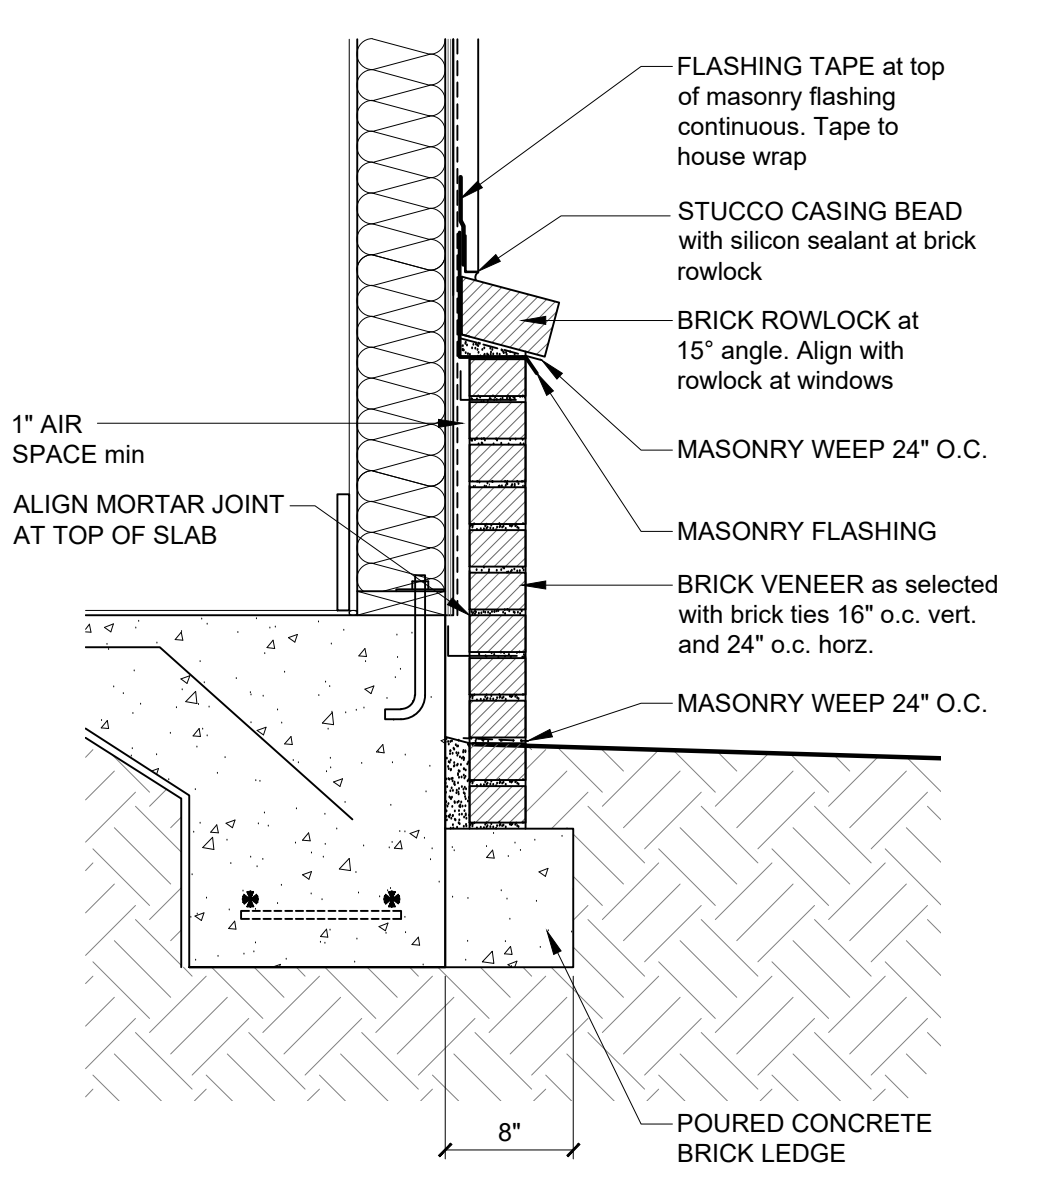 FLASHING TAPE at top
of masonry flashing
continuous. Tape to
house wrap
STUCCO CASING BEAD
with silicon sealant at brick
rowlock
BRICK ROWLOCK at
15° angle. Align with
rowlock at windows
1" AIR
SPACE min
MASONRY WEEP 24" O.C.
ALIGN MORTAR JOINT
AT TOP OF SLAB
MASONRY FLASHING
BRICK VENEER as selected
with brick ties 16" o.c. vert.
and 24" o.c. horz.
MASONRY WEEP 24" O.C.
POURED CONCRETE
BRICK LEDGE
8"